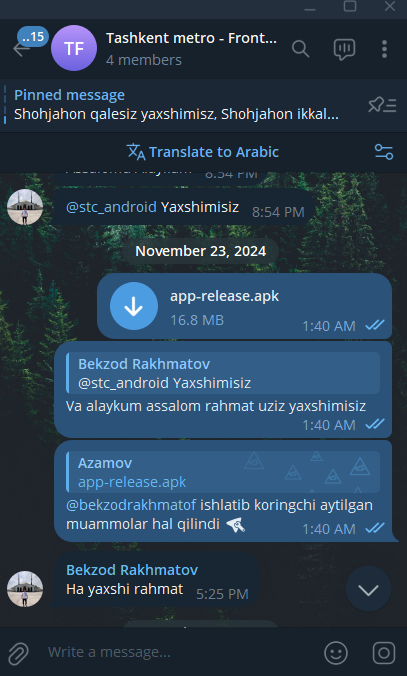 ..15
TF
Tashkent metro - Front...
4 members
Pinned message
Shohjahon qalesiz yaxshimisz, Shohjahon ikkal...
Translate to Arabic
8:54 PM
@stc_android Yaxshimisiz 8:54 PM
November 23, 2024
app-release.apk
16.8 MB
1:40 AM
Bekzod Rakhmatov
@stc_android Yaxshimisiz
Va alaykum assalom rahmat uziz yaxshimisiz
1:40 AM
Azamov
app-release.apk
@bekzodrakhmatof ishlatib koringchi aytilgan
muammolar hal qilindi
1:40 AM
Bekzod Rakhmatov
Ha yaxshi rahmat 5:25 PM
Write a message...